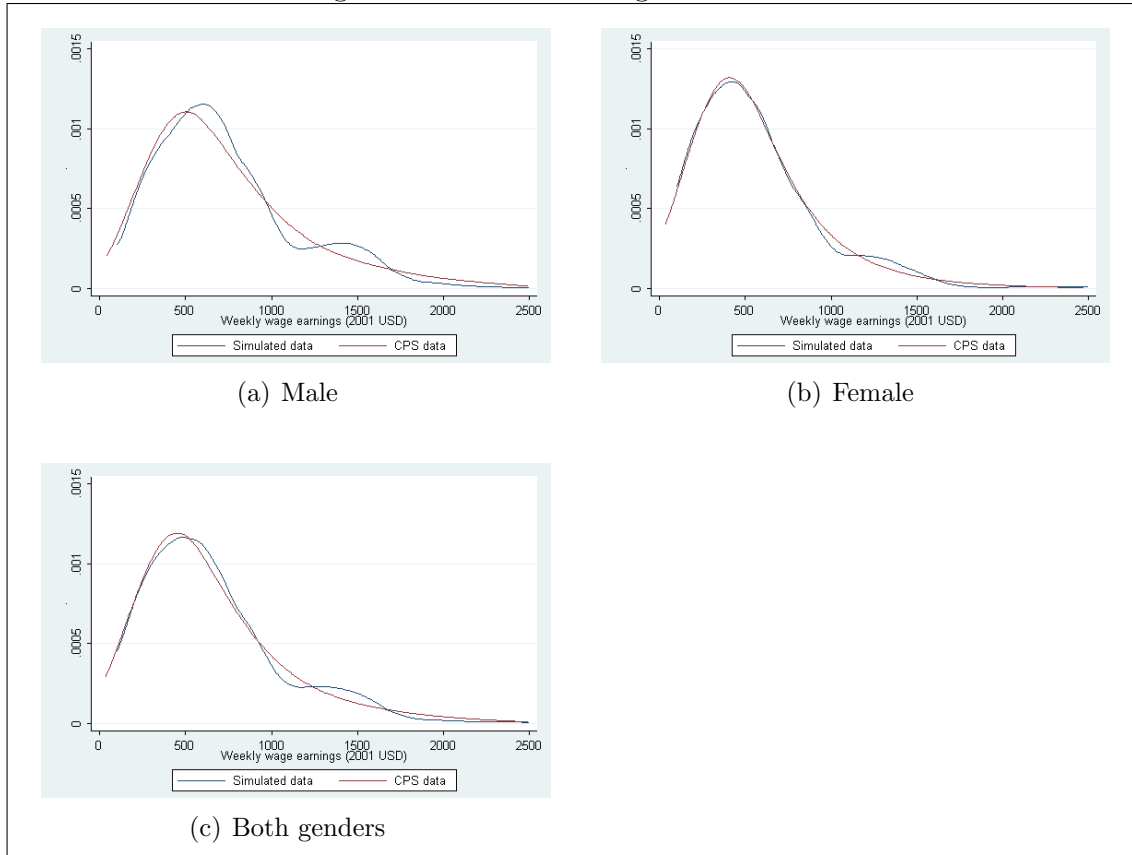 .0015
.001
.0005
0
0 500 1000 1500 2000 2500
Weekly wage earnings (2001 USD)
Simulated data CPS data
(a) Male
.0015
.001
.0005
0
0 500 1000 1500 2000 2500
Weekly wage earnings (2001 USD)
Simulated data CPS data
(b) Female
.0015
.001
.0005
0
0 500 1000 1500 2000 2500
Weekly wage earnings (2001 USD)
Simulated data CPS data
(c) Both genders